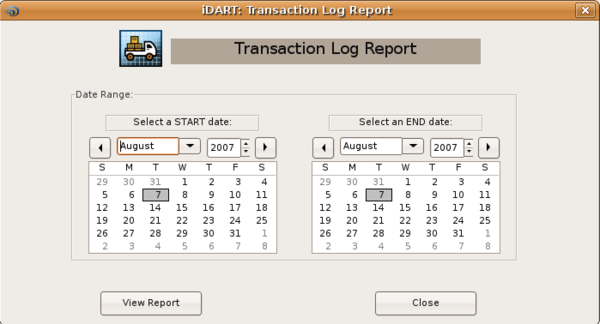 iDART: Transaction Log Report
Transaction Log Report
Date Range:
Select a START date: Select an END date:
August 2007 August 2007
S M T W T F S S M T W T F S
29 30 31 1 2 3 4 29 30 31 1 2 3 4
5 6 7 8 9 10 11 5 6 7 8 9 10 11
12 13 14 15 16 17 18 12 13 14 15 16 17 18
19 20 21 22 23 24 25 19 20 21 22 23 24 25
26 27 28 29 30 31 1 26 27 28 29 30 31 1
2 3 4 5 6 7 8 2 3 4 5 6 7 8
View Report Close